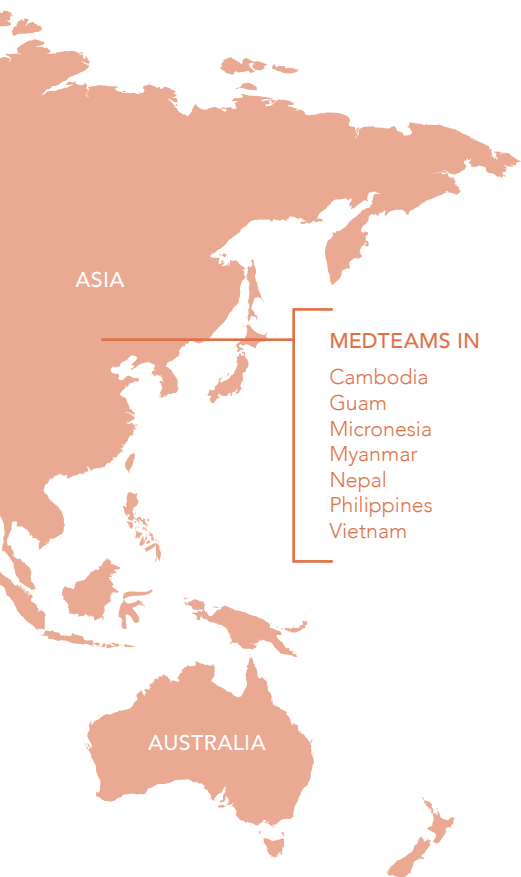 ASIA
MEDTEAMS IN
Cambodia
Guam
Micronesia
Myanmar
Nepal
Philippines
Vietnam
AUSTRALIA